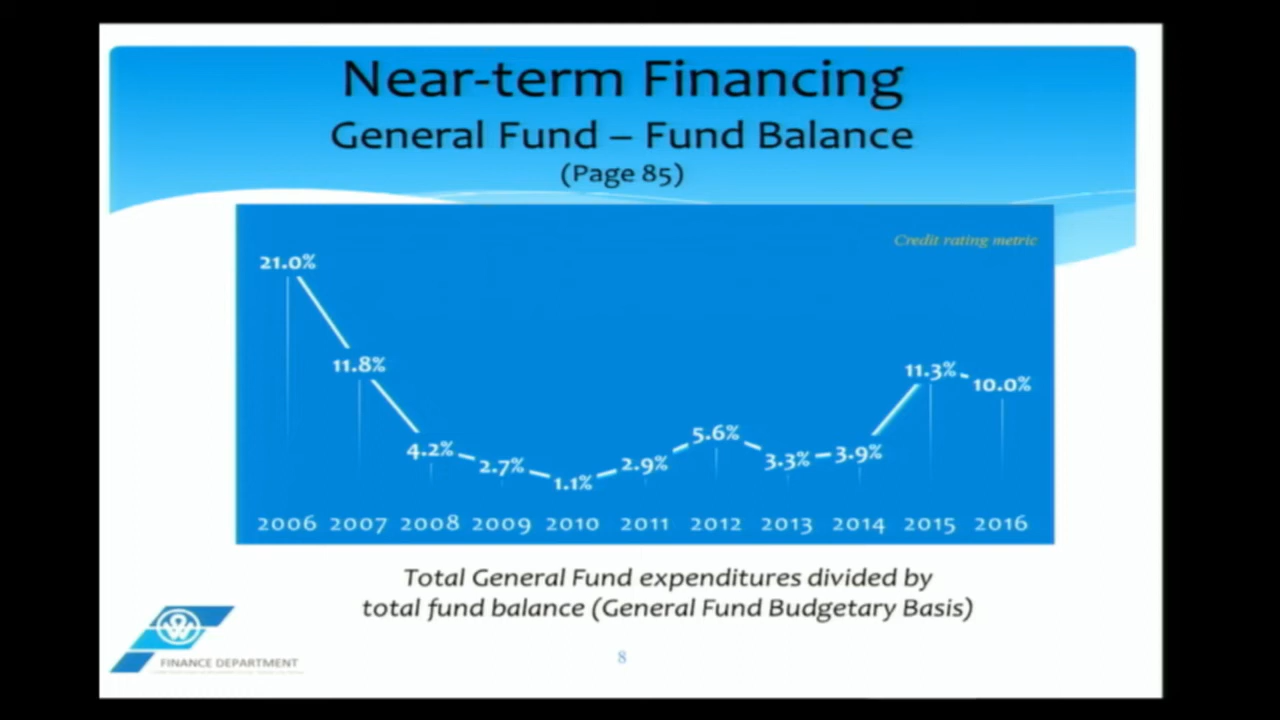 Near-term Financing
General Fund – Fund Balance
(Page 85)
Credit rating metric
21.0%
11.8%
4.2%
2.7%
1.1%
2.9%
5.6%
3.3%
3.9%
11.3%
10.0%
2006 2007 2008 2009 2010 2011 2012 2013 2014 2015 2016
Total General Fund expenditures divided by
total fund balance (General Fund Budgetary Basis)
FINANCE DEPARTMENT
8